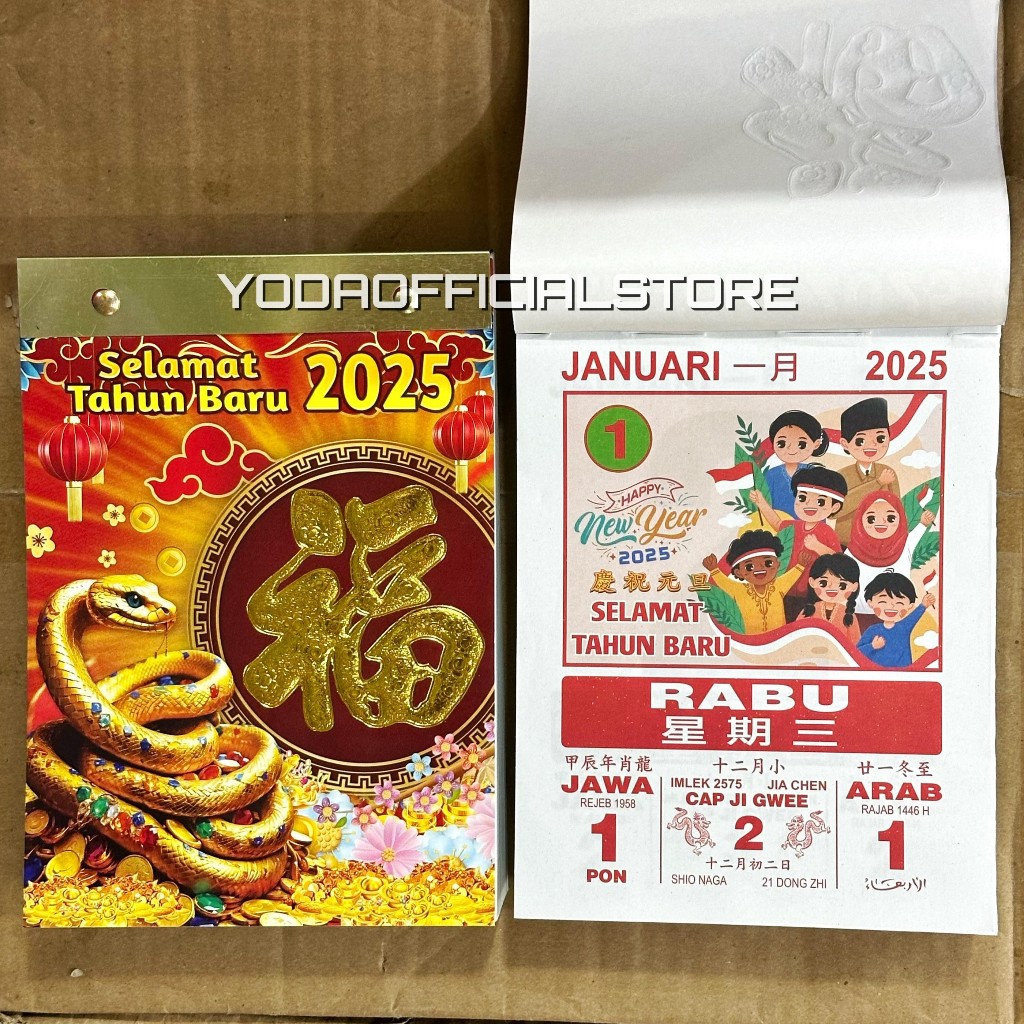 YODAOFFICIALSTORE
Selamat
Tahun Baru 2025
福
JANUARI 一月 2025
1
HAPPY
New Year
2025
慶祝元旦
SELAMAT
TAHUN BARU
RABU
星期三
甲辰年肖龍
JAWA
REJEB 1958
1
PON
十二月小
IMLEK 2575 JIA CHEN
CAP JI GWEE
2
十二月初二日
SHIO NAGA 21 DONG ZHI
廿一冬至
ARAB
RAJAB 1446 H
1